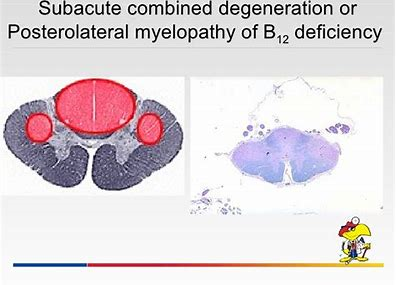 Subacute combined degeneration or
Posterolateral myelopathy of B₁₂ deficiency